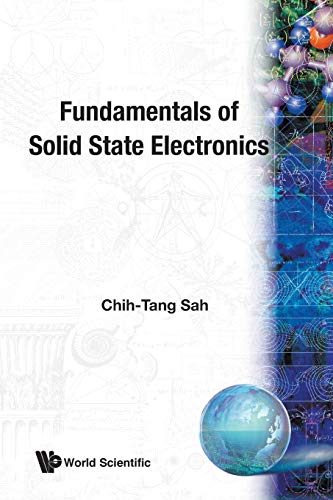 Fundamentals of
Solid State Electronics
Chih-Tang Sah
World Scientific